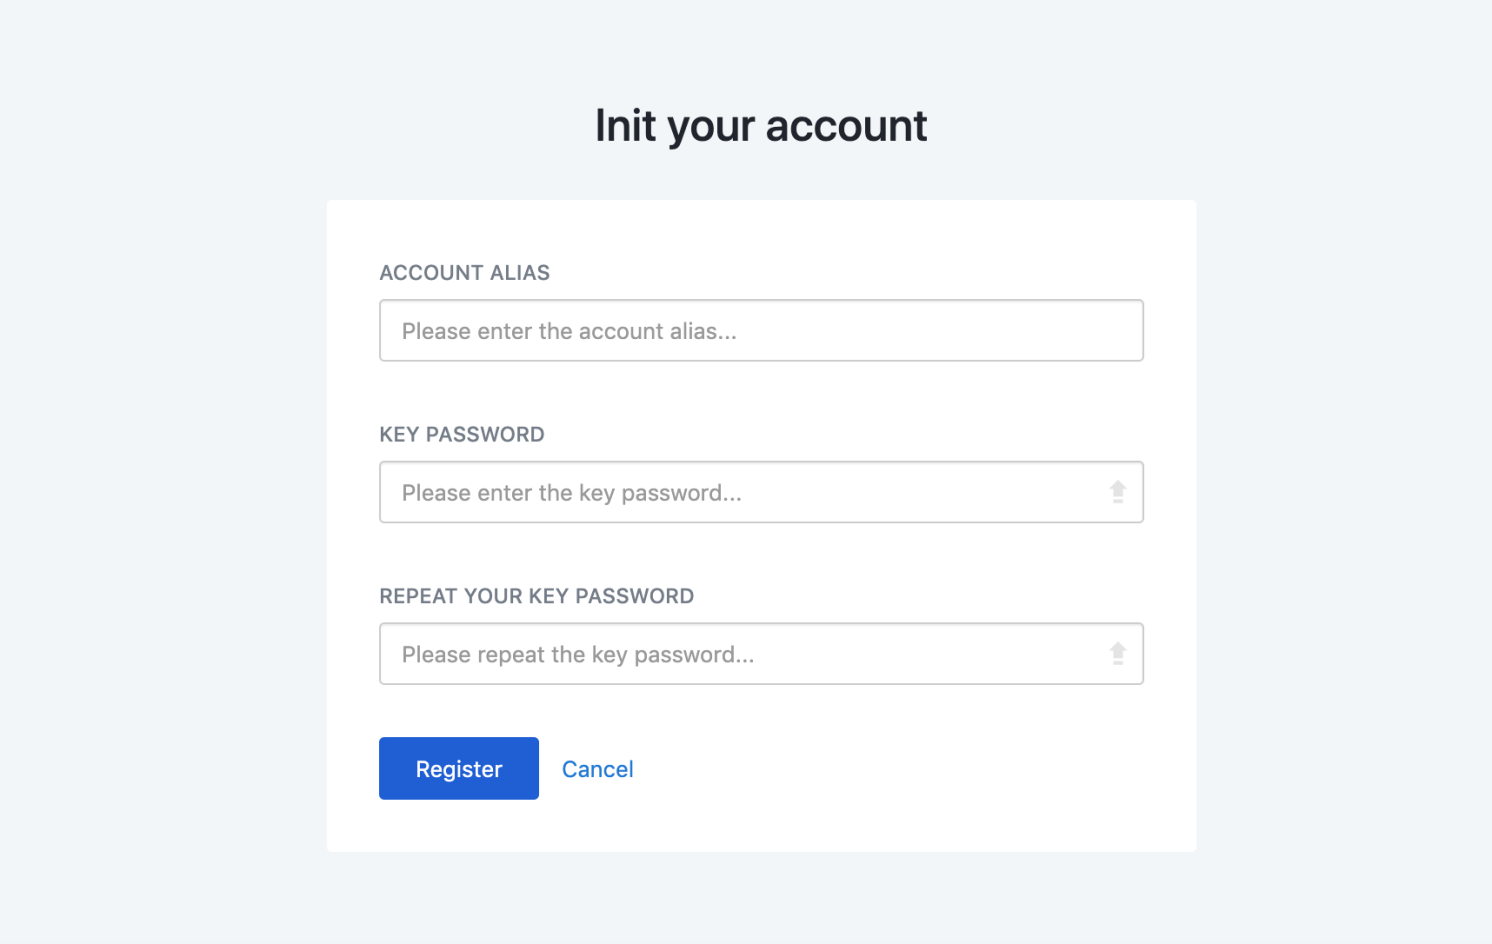 Init your account
ACCOUNT ALIAS
Please enter the account alias...
KEY PASSWORD
Please enter the key password...
REPEAT YOUR KEY PASSWORD
Please repeat the key password...
Register Cancel